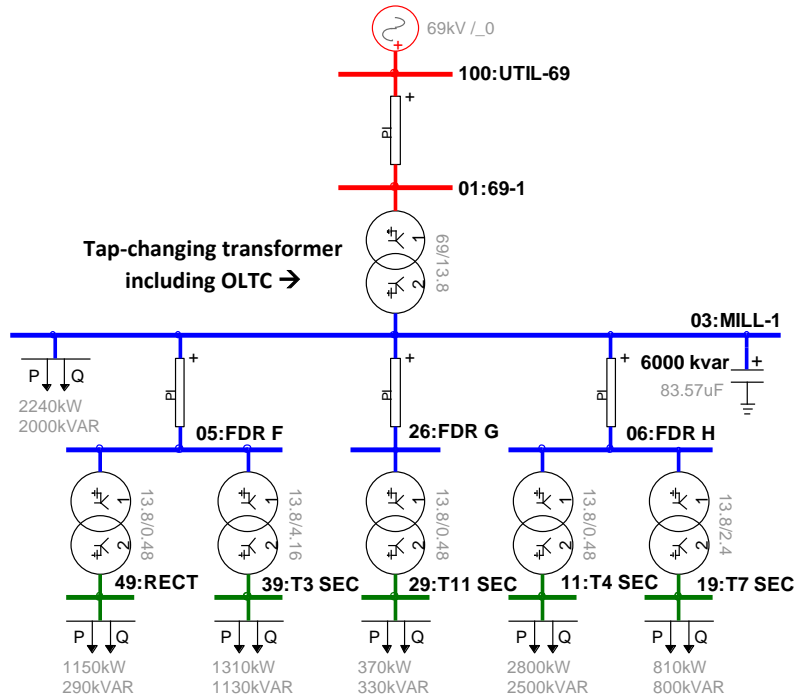 69kV /_0
+
100:UTIL-69
+
PI
01:69-1
Tap-changing transformer
including OLTC →
1
2
69/13.8
03:MILL-1
P Q
2240kW
2000kVAR
+
PI
+
PI
+
PI
6000 kvar +
83.57uF
05:FDR F
26:FDR G
06:FDR H
1
2
13.8/0.48
1
2
13.8/4.16
1
2
13.8/0.48
1
2
13.8/0.48
1
2
13.8/2.4
49:RECT
39:T3 SEC
29:T11 SEC
11:T4 SEC
19:T7 SEC
P Q
1150kW
290kVAR
P Q
1310kW
1130kVAR
P Q
370kW
330kVAR
P Q
2800kW
2500kVAR
P Q
810kW
800kVAR